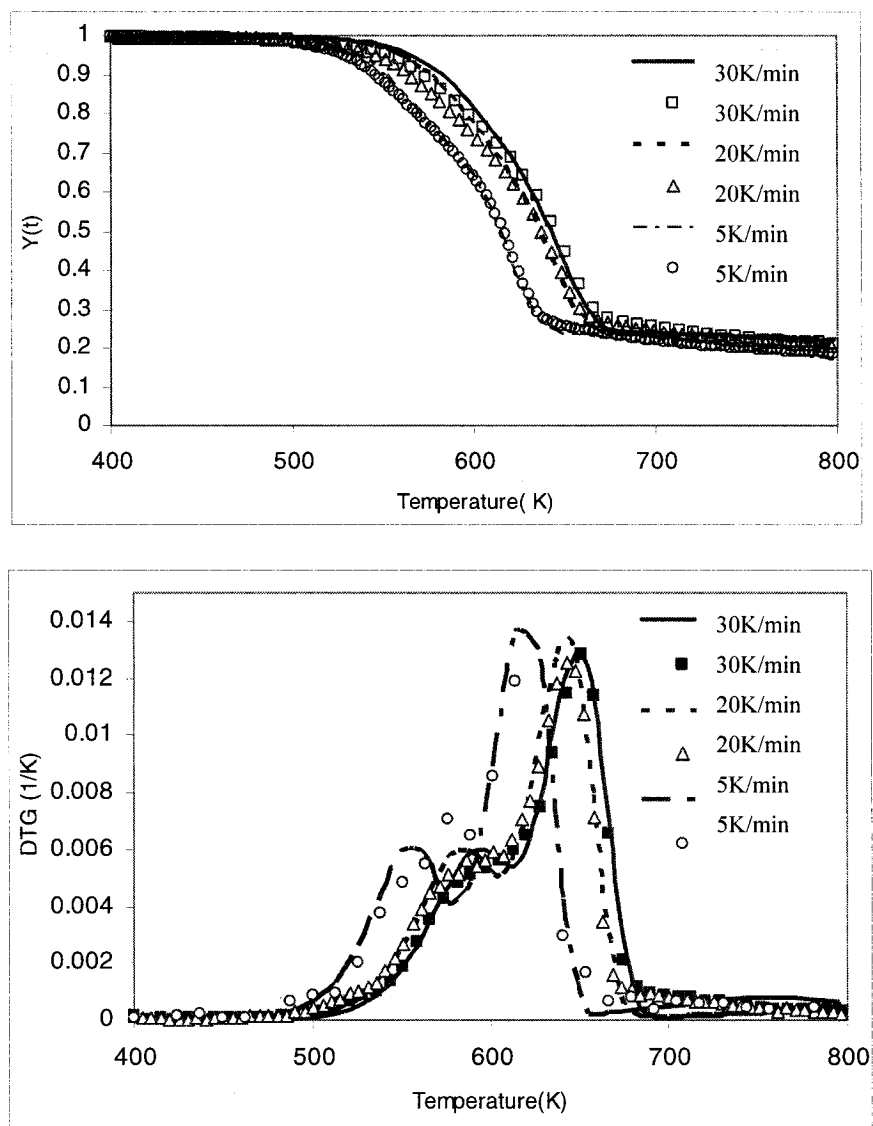 1
0.9
0.8
0.7
0.6
0.5
0.4
0.3
0.2
0.1
0
Y(t)
400
500
600
700
800
Temperature( K)
30K/min
30K/min
20K/min
20K/min
5K/min
5K/min
0.014
0.012
0.01
0.008
0.006
0.004
0.002
0
DTG (1/K)
400
500
600
700
800
Temperature(K)
30K/min
30K/min
20K/min
20K/min
5K/min
5K/min